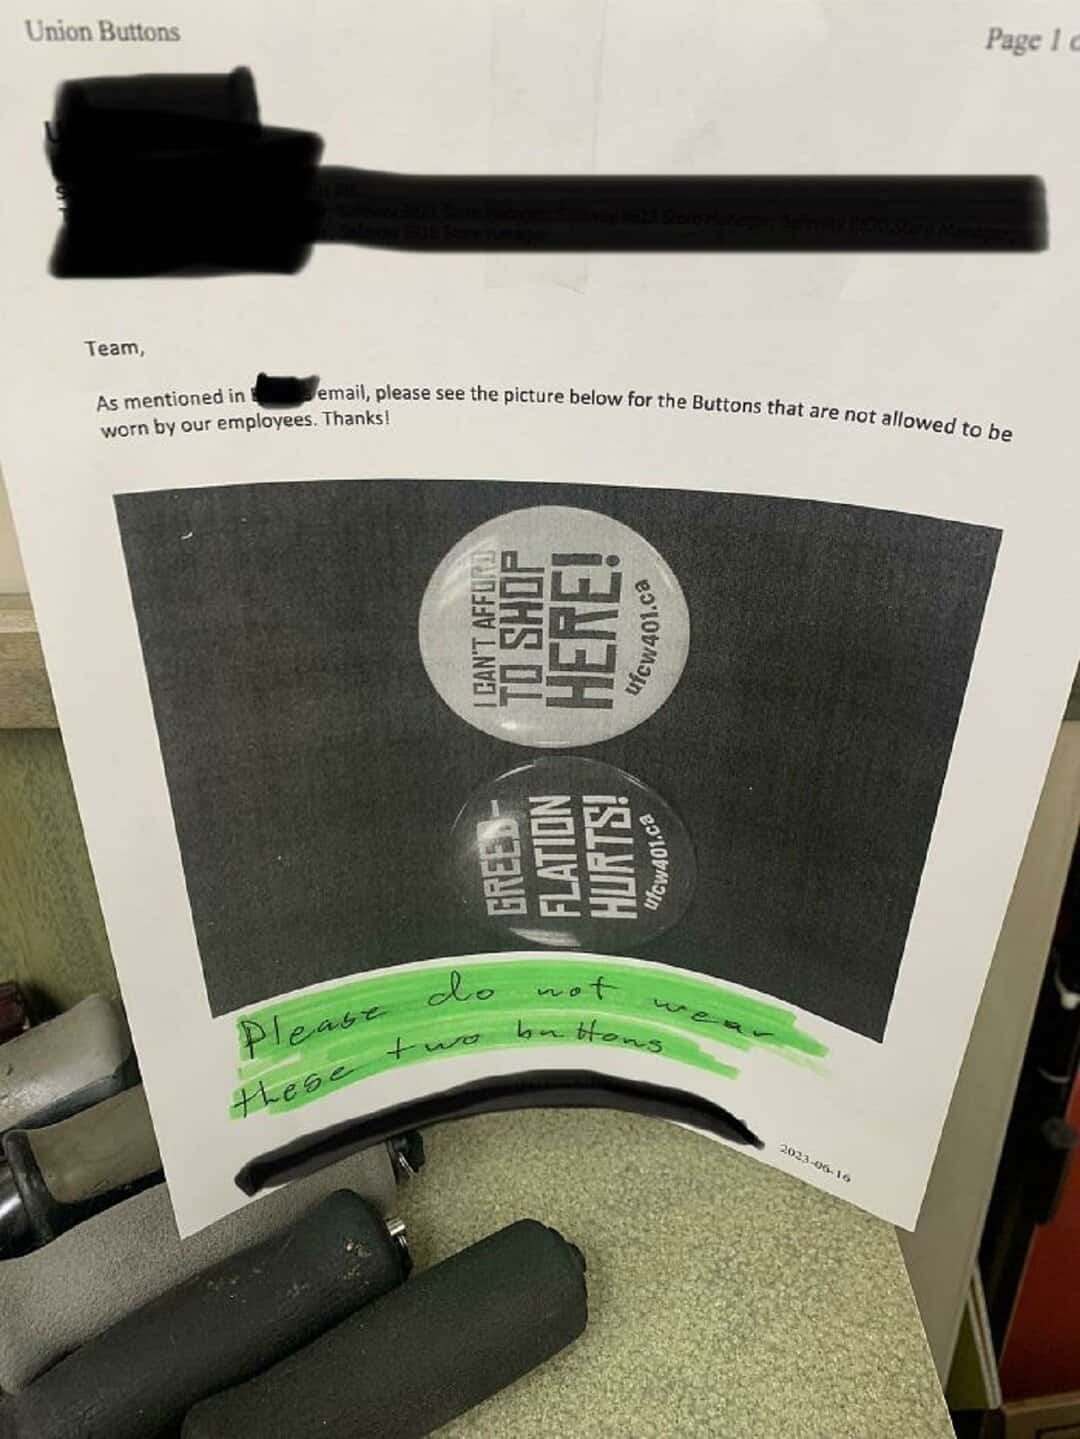 Union Buttons
Page 1
Team,
As mentioned in email, please see the picture below for the Buttons that are not allowed to be
worn by our employees. Thanks!
I CAN'T AFFORD
TO SHOP
HERE!
ufcw401.ca
GREED-
FLATION
HURTS!
ufcw401.ca
Please do not wear
these two buttons
2023-06-16